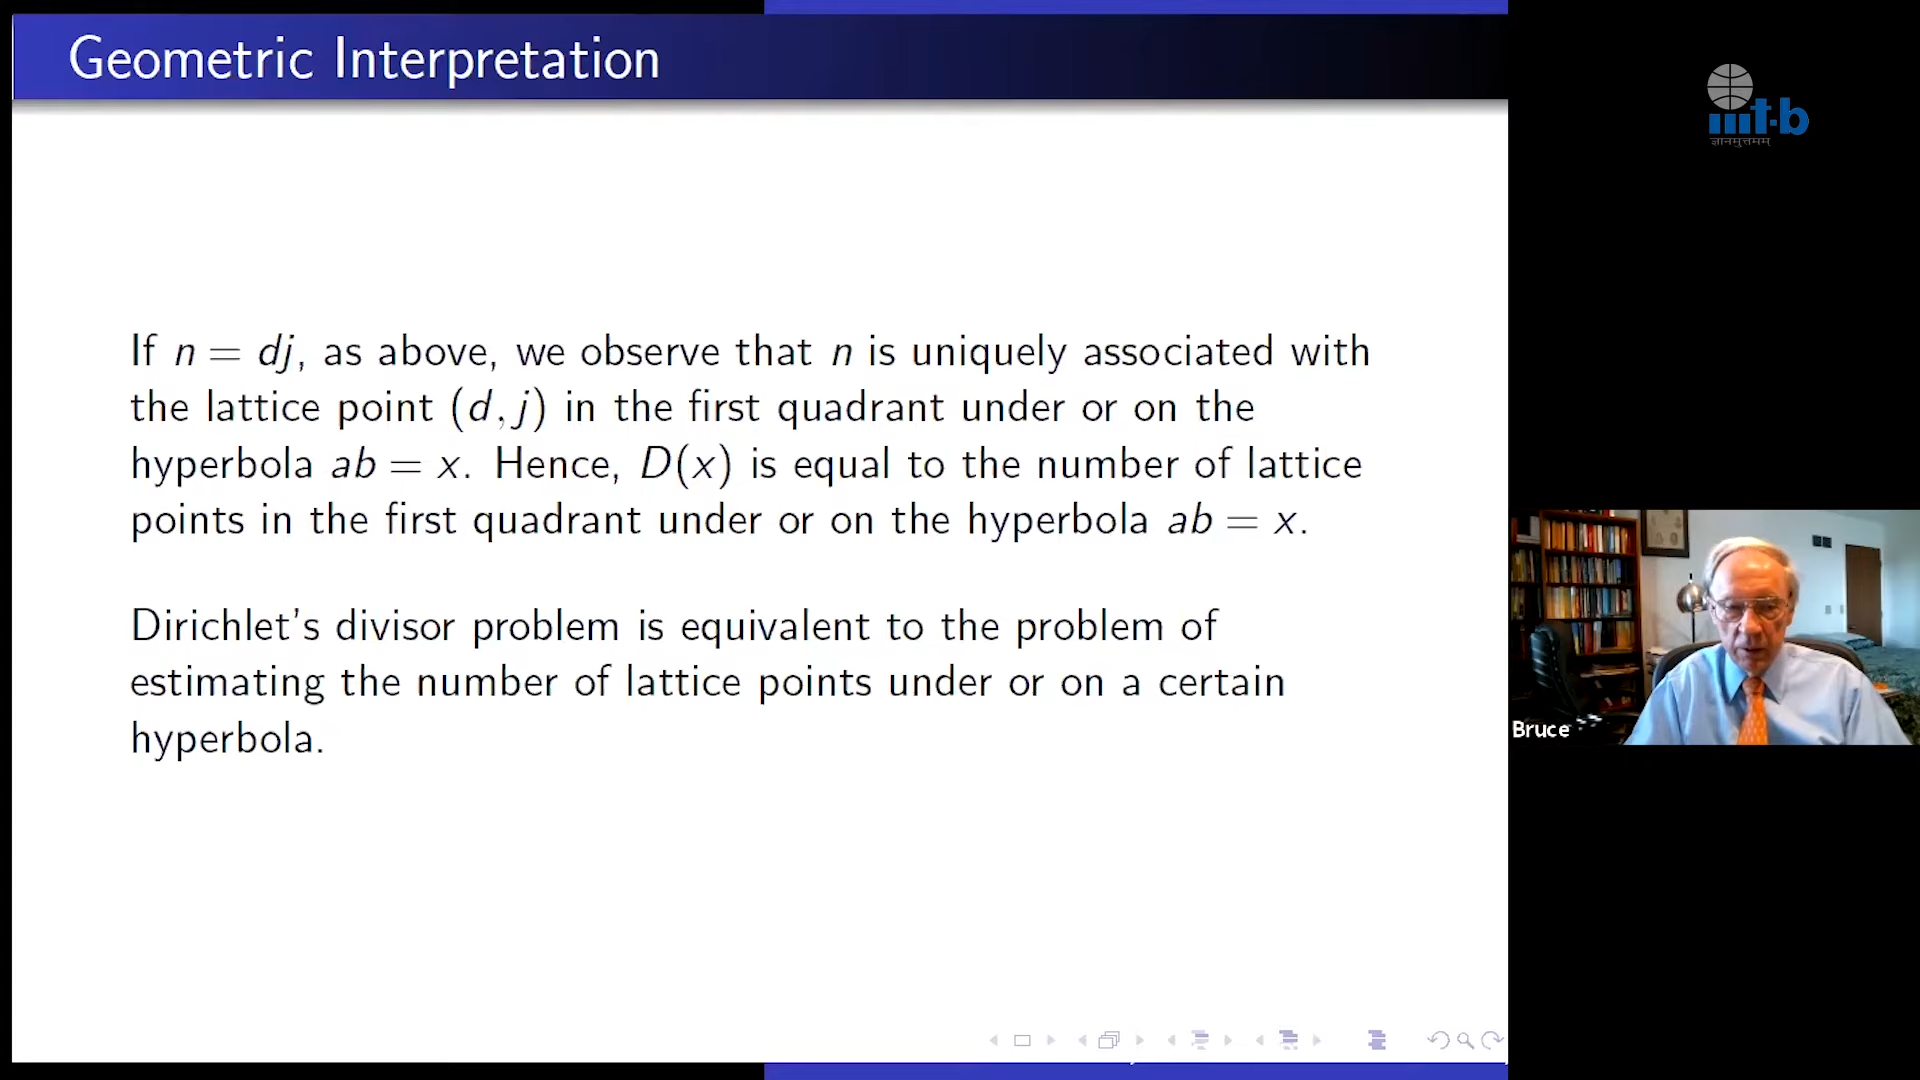 Geometric Interpretation
iiit-b
ज्ञानमुत्तमम्
If n = dj, as above, we observe that n is uniquely associated with
the lattice point (d, j) in the first quadrant under or on the
hyperbola ab = x. Hence, D(x) is equal to the number of lattice
points in the first quadrant under or on the hyperbola ab = x.
Dirichlet's divisor problem is equivalent to the problem of
estimating the number of lattice points under or on a certain
hyperbola.
Bruce